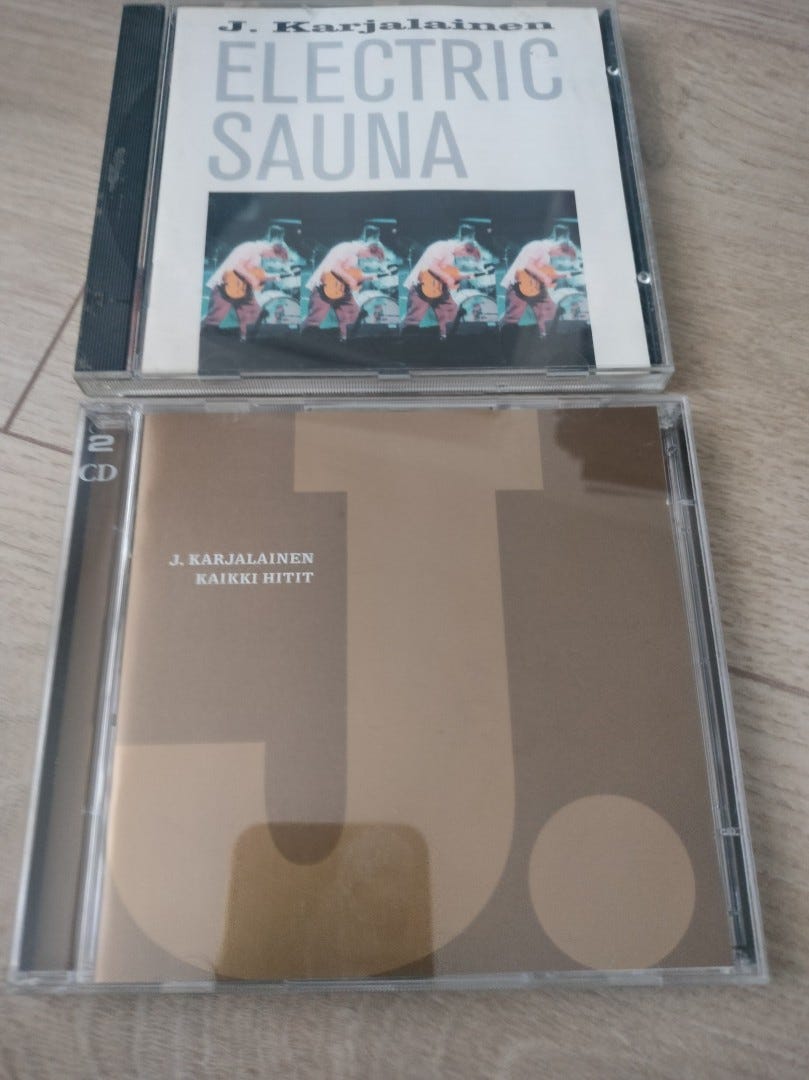 J. Karjalainen
ELECTRIC
SAUNA
2
CD
J. KARJALAINEN
KAIKKI HITIT
J.